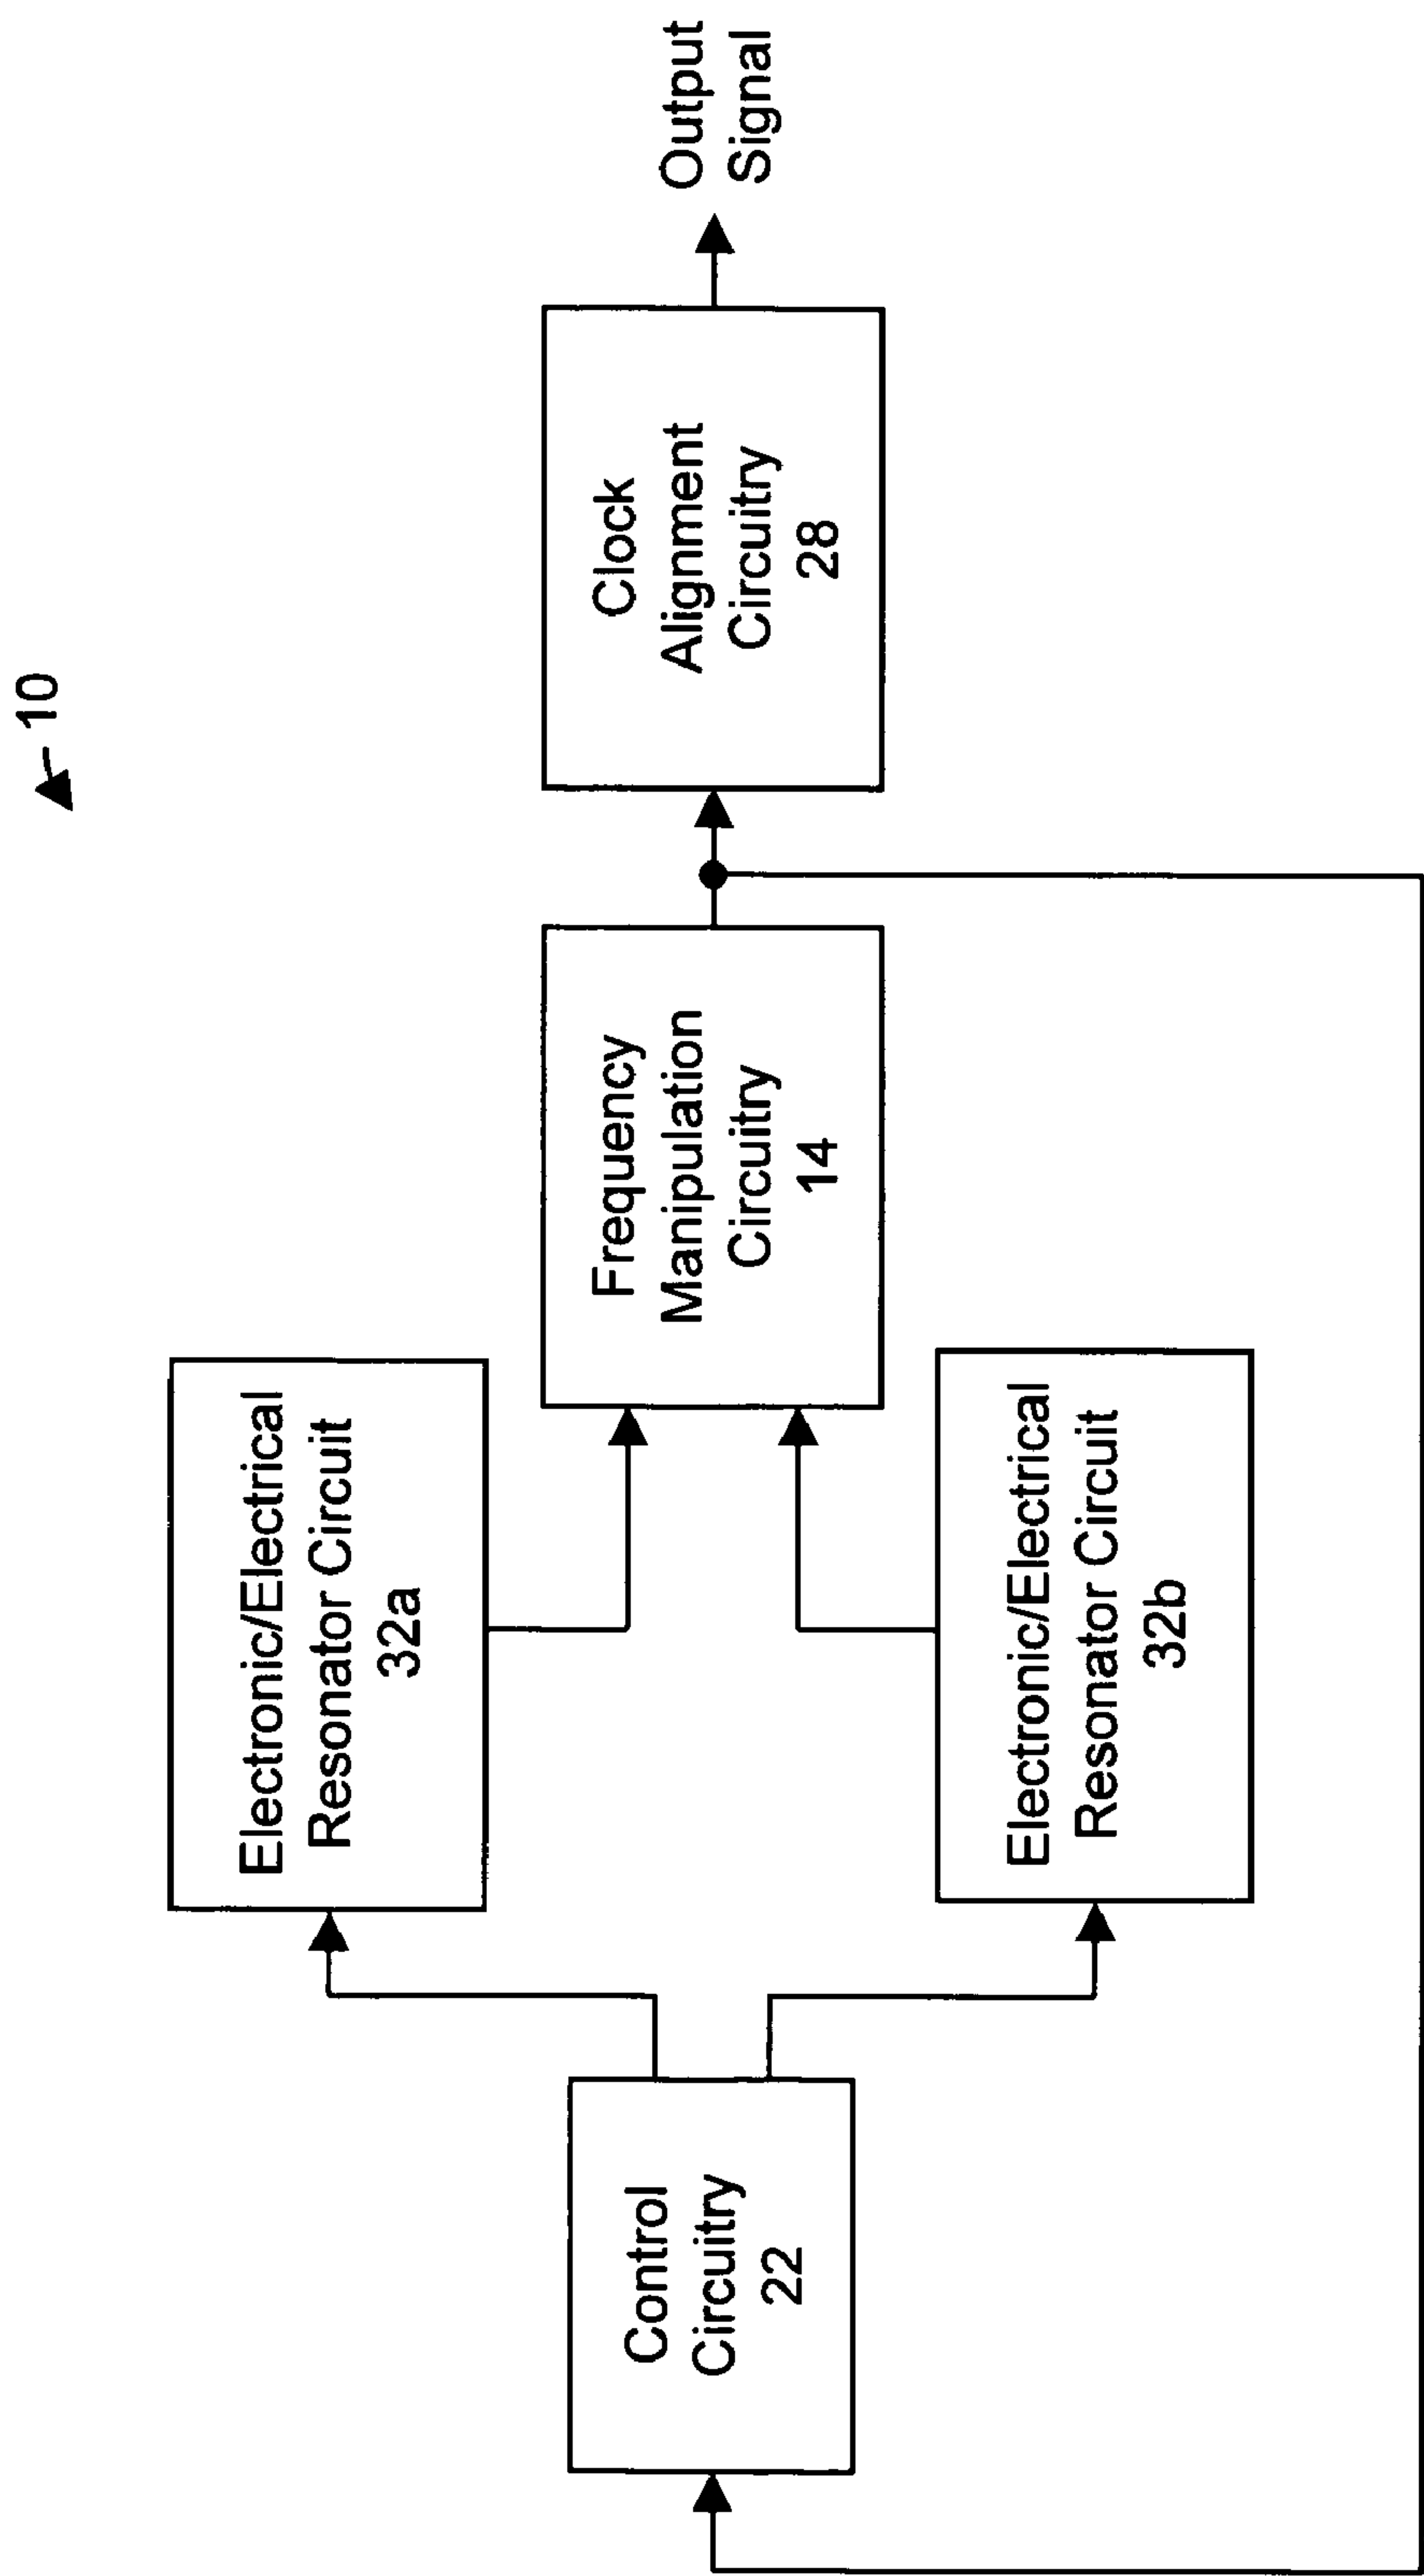 10
Electronic/Electrical
Resonator Circuit
32a
Control
Circuitry
22
Frequency
Manipulation
Circuitry
14
Clock
Alignment
Circuitry
28
Output
Signal
Electronic/Electrical
Resonator Circuit
32b